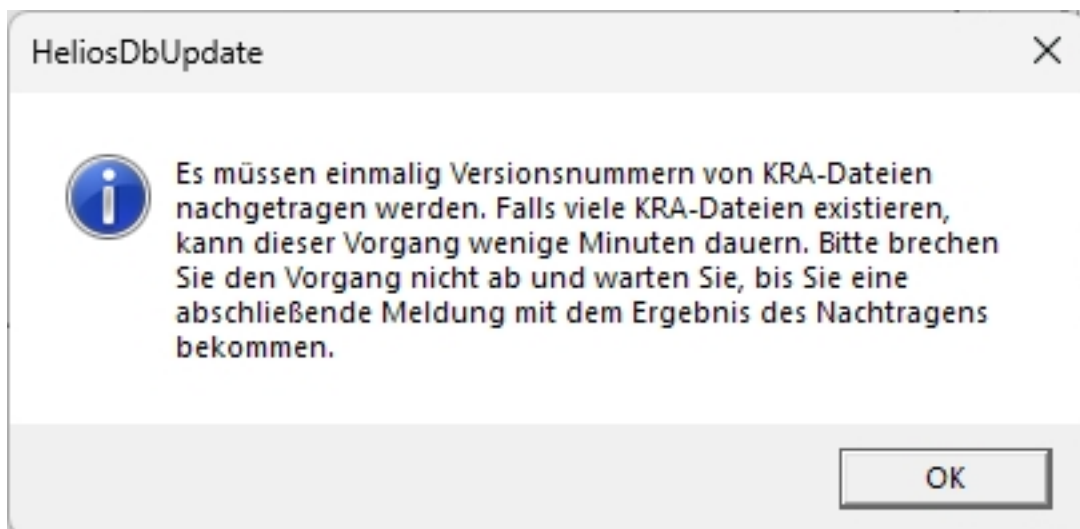 HeliosDbUpdate
Es müssen einmalig Versionsnummern von KRA-Dateien
nachgetragen werden. Falls viele KRA-Dateien existieren,
kann dieser Vorgang wenige Minuten dauern. Bitte brechen
Sie den Vorgang nicht ab und warten Sie, bis Sie eine
abschließende Meldung mit dem Ergebnis des Nachtragens
bekommen.
OK